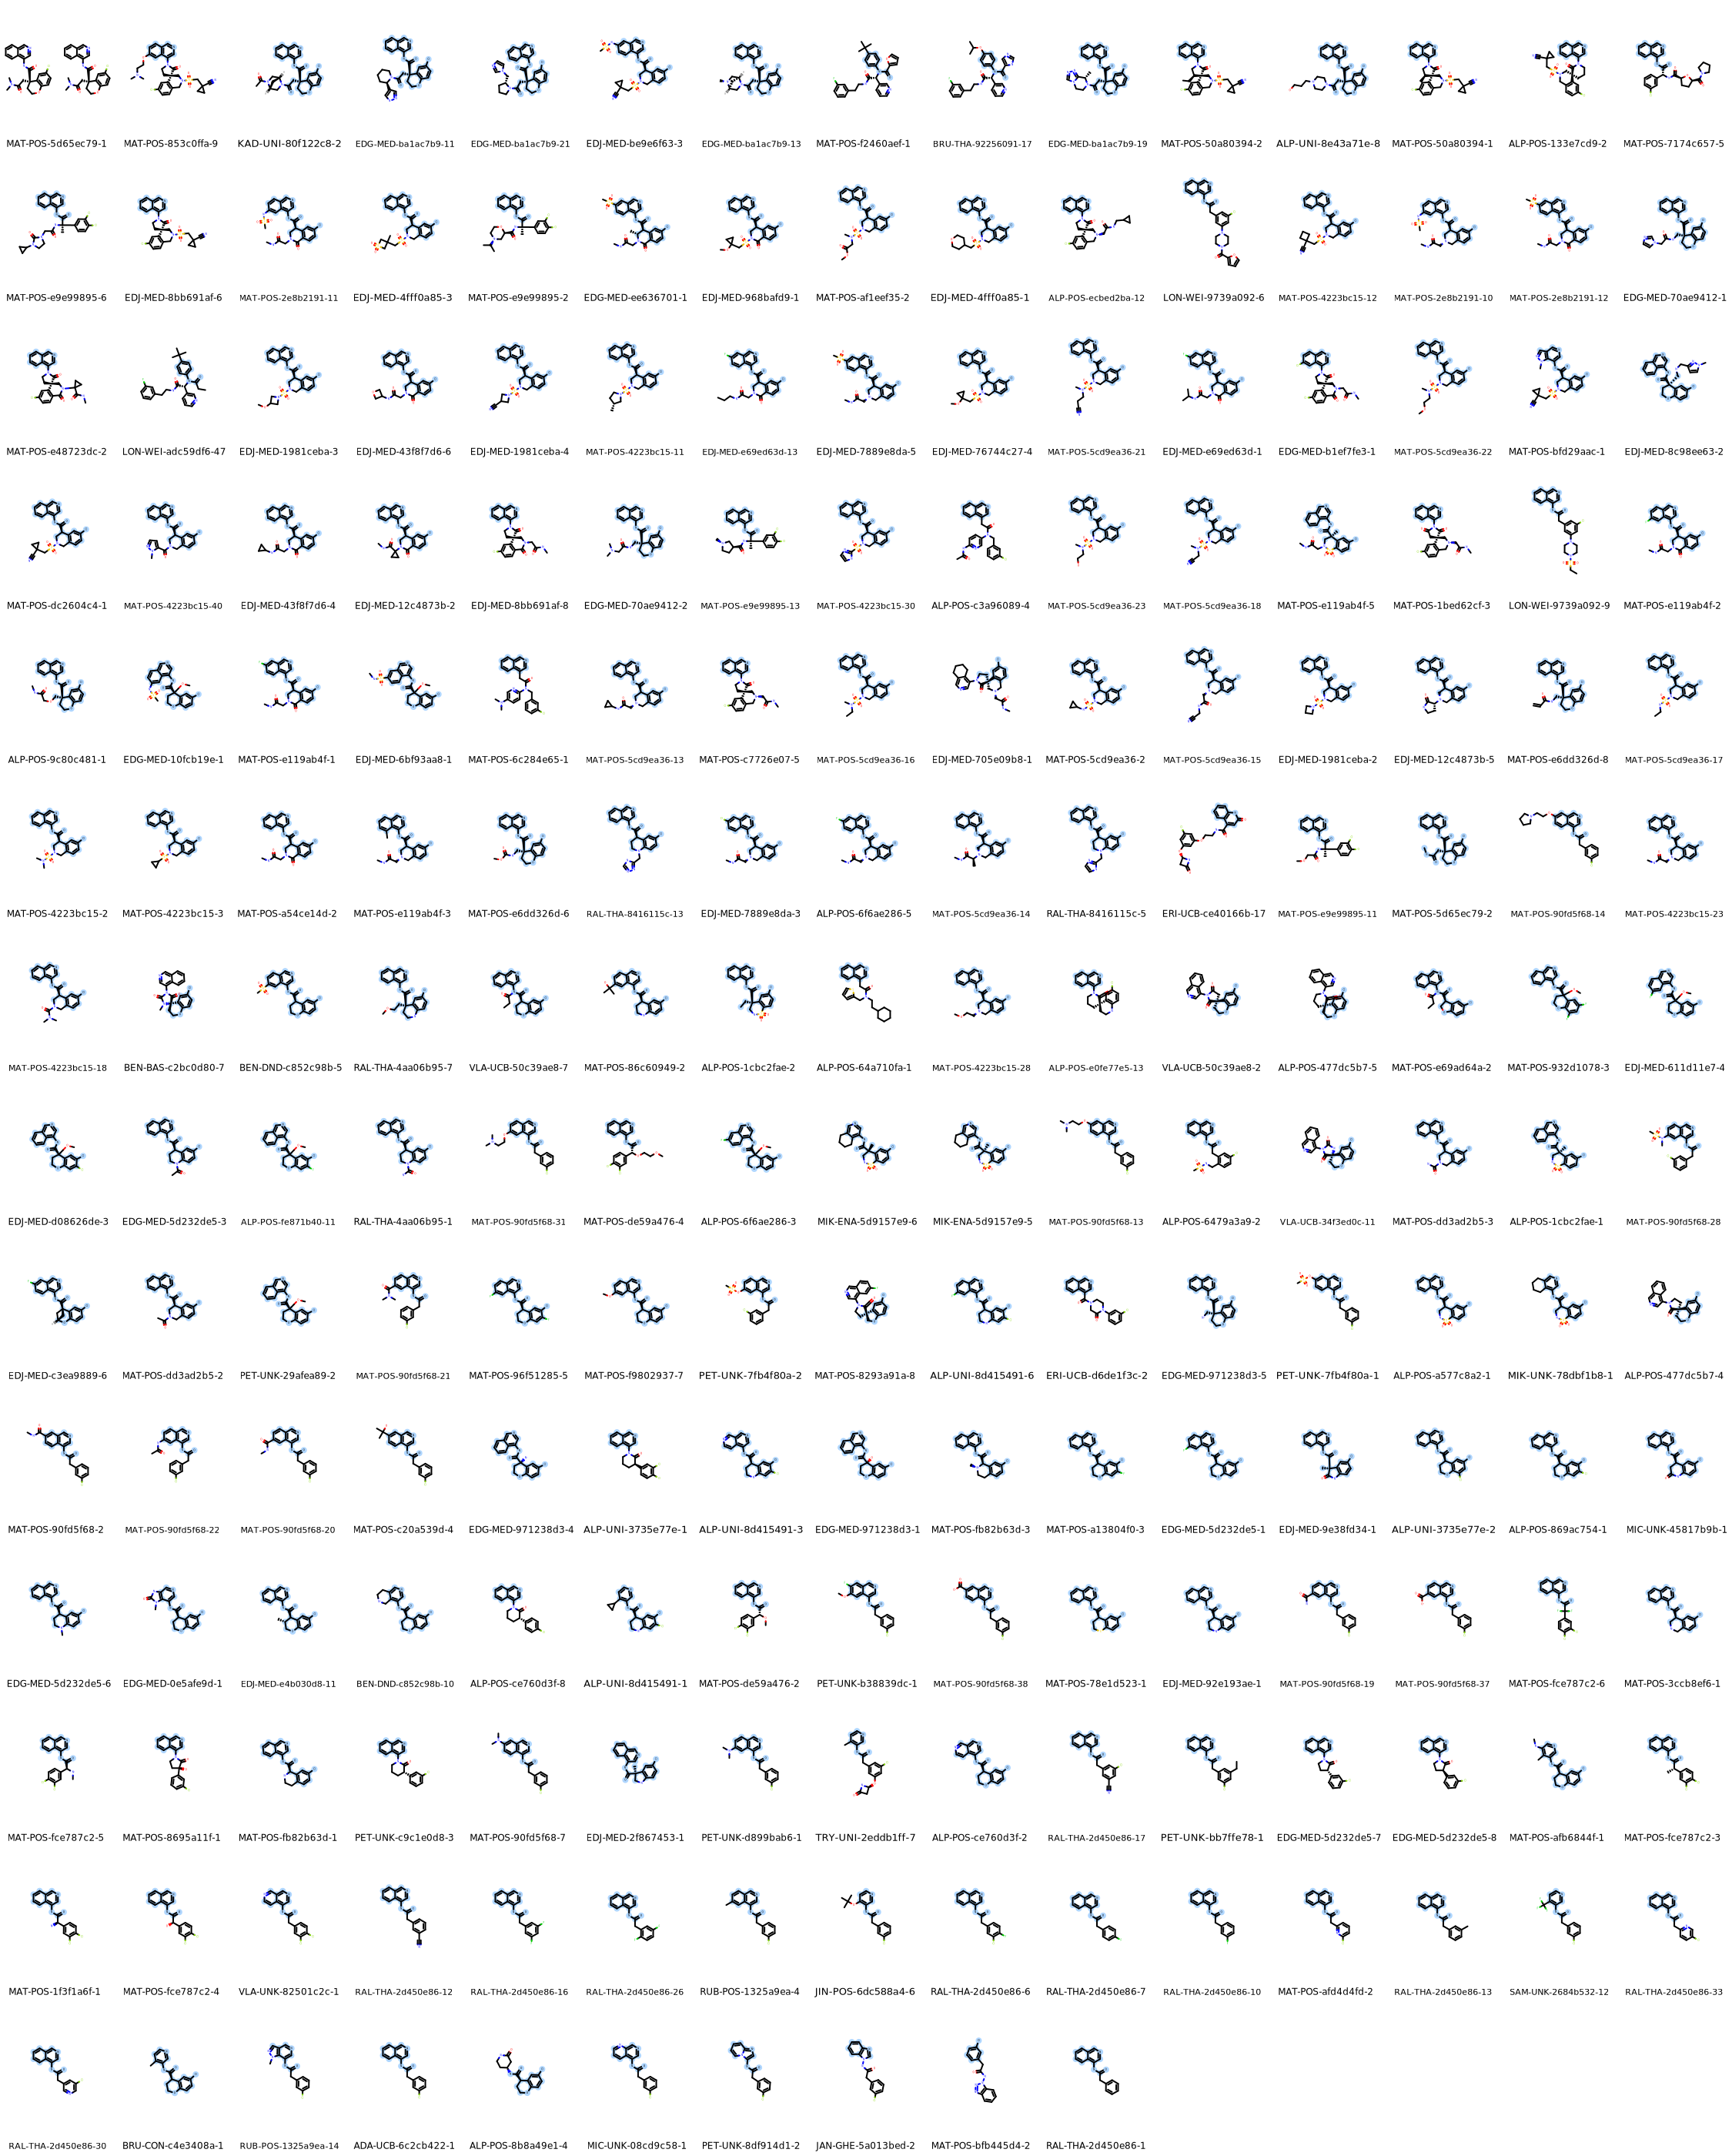 MAT-POS-5d65ec79-1 MAT-POS-853c0ffa-9 KAD-UNI-80f122c8-2 EDG-MED-ba1ac7b9-11 EDG-MED-ba1ac7b9-21 EDJ-MED-be9e6f63-3 EDG-MED-ba1ac7b9-13 MAT-POS-f2460aef-1 BRU-THA-92256091-17 EDG-MED-ba1ac7b9-19 MAT-POS-50a80394-2 ALP-UNI-8e43a71e-8 MAT-POS-50a80394-1 ALP-POS-133e7cd9-2 MAT-POS-7174c657-5
MAT-POS-e9e99895-6 EDJ-MED-8bb691af-6 MAT-POS-2e8b2191-11 EDJ-MED-4fff0a85-3 MAT-POS-e9e99895-2 EDG-MED-ee636701-1 EDJ-MED-968bafd9-1 MAT-POS-af1eef35-2 EDJ-MED-4fff0a85-1 ALP-POS-ecbed2ba-12 LON-WEI-9739a092-6 MAT-POS-4223bc15-12 MAT-POS-2e8b2191-10 MAT-POS-2e8b2191-12 EDG-MED-70ae9412-1
MAT-POS-e48723dc-2 LON-WEI-adc59df6-47 EDJ-MED-1981ceba-3 EDJ-MED-43f8f7d6-6 EDJ-MED-1981ceba-4 MAT-POS-4223bc15-11 EDJ-MED-e69ed63d-13 EDJ-MED-7889e8da-5 EDJ-MED-76744c27-4 MAT-POS-5cd9ea36-21 EDJ-MED-e69ed63d-1 EDG-MED-b1ef7fe3-1 MAT-POS-5cd9ea36-22 MAT-POS-bfd29aac-1 EDJ-MED-8c98ee63-2
MAT-POS-dc2604c4-1 MAT-POS-4223bc15-40 EDJ-MED-43f8f7d6-4 EDJ-MED-12c4873b-2 EDJ-MED-8bb691af-8 EDG-MED-70ae9412-2 MAT-POS-e9e99895-13 MAT-POS-4223bc15-30 ALP-POS-c3a96089-4 MAT-POS-5cd9ea36-23 MAT-POS-5cd9ea36-18 MAT-POS-e119ab4f-5 MAT-POS-1bed62cf-3 LON-WEI-9739a092-9 MAT-POS-e119ab4f-2
ALP-POS-9c80c481-1 EDG-MED-10fcb19e-1 MAT-POS-e119ab4f-1 EDJ-MED-6bf93aa8-1 MAT-POS-6c284e65-1 MAT-POS-5cd9ea36-13 MAT-POS-c7726e07-5 MAT-POS-5cd9ea36-16 EDJ-MED-705e09b8-1 MAT-POS-5cd9ea36-2 MAT-POS-5cd9ea36-15 EDJ-MED-1981ceba-2 EDJ-MED-12c4873b-5 MAT-POS-e6dd326d-8 MAT-POS-5cd9ea36-17
MAT-POS-4223bc15-2 MAT-POS-4223bc15-3 MAT-POS-a54ce14d-2 MAT-POS-e119ab4f-3 MAT-POS-e6dd326d-6 RAL-THA-8416115c-13 EDJ-MED-7889e8da-3 ALP-POS-6f6ae286-5 MAT-POS-5cd9ea36-14 RAL-THA-8416115c-5 ERI-UCB-ce40166b-17 MAT-POS-e9e99895-11 MAT-POS-5d65ec79-2 MAT-POS-90fd5f68-14 MAT-POS-4223bc15-23
MAT-POS-4223bc15-18 BEN-BAS-c2bc0d80-7 BEN-DND-c852c98b-5 RAL-THA-4aa06b95-7 VLA-UCB-50c39ae8-7 MAT-POS-86c60949-2 ALP-POS-1cbc2fae-2 ALP-POS-64a710fa-1 MAT-POS-4223bc15-28 ALP-POS-e0fe77e5-13 VLA-UCB-50c39ae8-2 ALP-POS-477dc5b7-5 MAT-POS-e69ad64a-2 MAT-POS-932d1078-3 EDJ-MED-611d11e7-4
EDJ-MED-d08626de-3 EDG-MED-5d232de5-3 ALP-POS-fe871b40-11 RAL-THA-4aa06b95-1 MAT-POS-90fd5f68-31 MAT-POS-de59a476-4 ALP-POS-6f6ae286-3 MIK-ENA-5d9157e9-6 MIK-ENA-5d9157e9-5 MAT-POS-90fd5f68-13 ALP-POS-6479a3a9-2 VLA-UCB-34f3ed0c-11 MAT-POS-dd3ad2b5-3 ALP-POS-1cbc2fae-1 MAT-POS-90fd5f68-28
EDJ-MED-c3ea9889-6 MAT-POS-dd3ad2b5-2 PET-UNK-29afea89-2 MAT-POS-90fd5f68-21 MAT-POS-96f51285-5 MAT-POS-f9802937-7 PET-UNK-7fb4f80a-2 MAT-POS-8293a91a-8 ALP-UNI-8d415491-6 ERI-UCB-d6de1f3c-2 EDG-MED-971238d3-5 PET-UNK-7fb4f80a-1 ALP-POS-a577c8a2-1 MIK-UNK-78dbf1b8-1 ALP-POS-477dc5b7-4
MAT-POS-90fd5f68-2 MAT-POS-90fd5f68-22 MAT-POS-90fd5f68-20 MAT-POS-c20a539d-4 EDG-MED-971238d3-4 ALP-UNI-3735e77e-1 ALP-UNI-8d415491-3 EDG-MED-971238d3-1 MAT-POS-fb82b63d-3 MAT-POS-a13804f0-3 EDG-MED-5d232de5-1 EDJ-MED-9e38fd34-1 ALP-UNI-3735e77e-2 ALP-POS-869ac754-1 MIC-UNK-45817b9b-1
EDG-MED-5d232de5-6 EDG-MED-0e5afe9d-1 EDJ-MED-e4b030d8-11 BEN-DND-c852c98b-10 ALP-POS-ce760d3f-8 ALP-UNI-8d415491-1 MAT-POS-de59a476-2 PET-UNK-b38839dc-1 MAT-POS-90fd5f68-38 MAT-POS-78e1d523-1 EDJ-MED-92e193ae-1 MAT-POS-90fd5f68-19 MAT-POS-90fd5f68-37 MAT-POS-fce787c2-6 MAT-POS-3ccb8ef6-1
MAT-POS-fce787c2-5 MAT-POS-8695a11f-1 MAT-POS-fb82b63d-1 PET-UNK-c9c1e0d8-3 MAT-POS-90fd5f68-7 EDJ-MED-2f867453-1 PET-UNK-d899bab6-1 TRY-UNI-2eddb1ff-7 ALP-POS-ce760d3f-2 RAL-THA-2d450e86-17 PET-UNK-bb7ffe78-1 EDG-MED-5d232de5-7 EDG-MED-5d232de5-8 MAT-POS-afb6844f-1 MAT-POS-fce787c2-3
MAT-POS-1f3f1a6f-1 MAT-POS-fce787c2-4 VLA-UNK-82501c2c-1 RAL-THA-2d450e86-12 RAL-THA-2d450e86-16 RAL-THA-2d450e86-26 RUB-POS-1325a9ea-4 JIN-POS-6dc588a4-6 RAL-THA-2d450e86-6 RAL-THA-2d450e86-7 RAL-THA-2d450e86-10 MAT-POS-afd4d4fd-2 RAL-THA-2d450e86-13 SAM-UNK-2684b532-12 RAL-THA-2d450e86-33
RAL-THA-2d450e86-30 BRU-CON-c4e3408a-1 RUB-POS-1325a9ea-14 ADA-UCB-6c2cb422-1 ALP-POS-8b8a49e1-4 MIC-UNK-08cd9c58-1 PET-UNK-8df914d1-2 JAN-GHE-5a013bed-2 MAT-POS-bfb445d4-2 RAL-THA-2d450e86-1